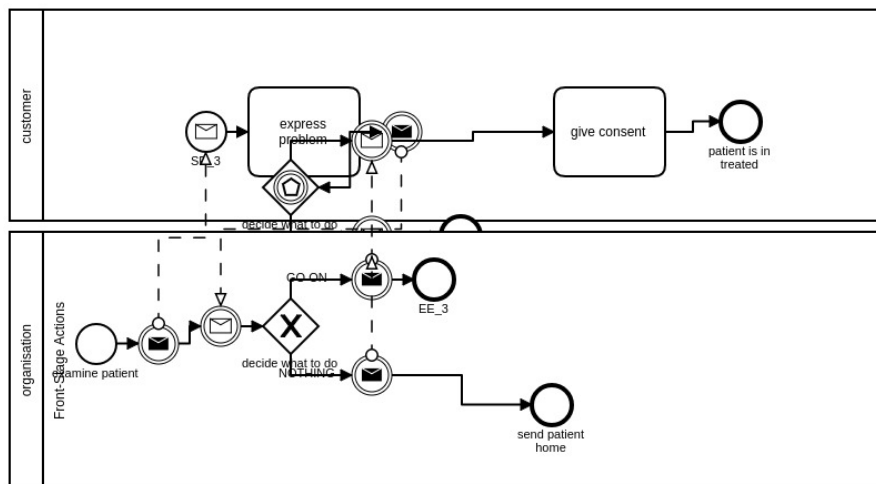 customer
express
problem
give consent
SE_3
patient is in
treated
decide what to do
organisation
Front-Stage Actions
GO ON
EE_3
examine patient
decide what to do
NOTHING
send patient
home